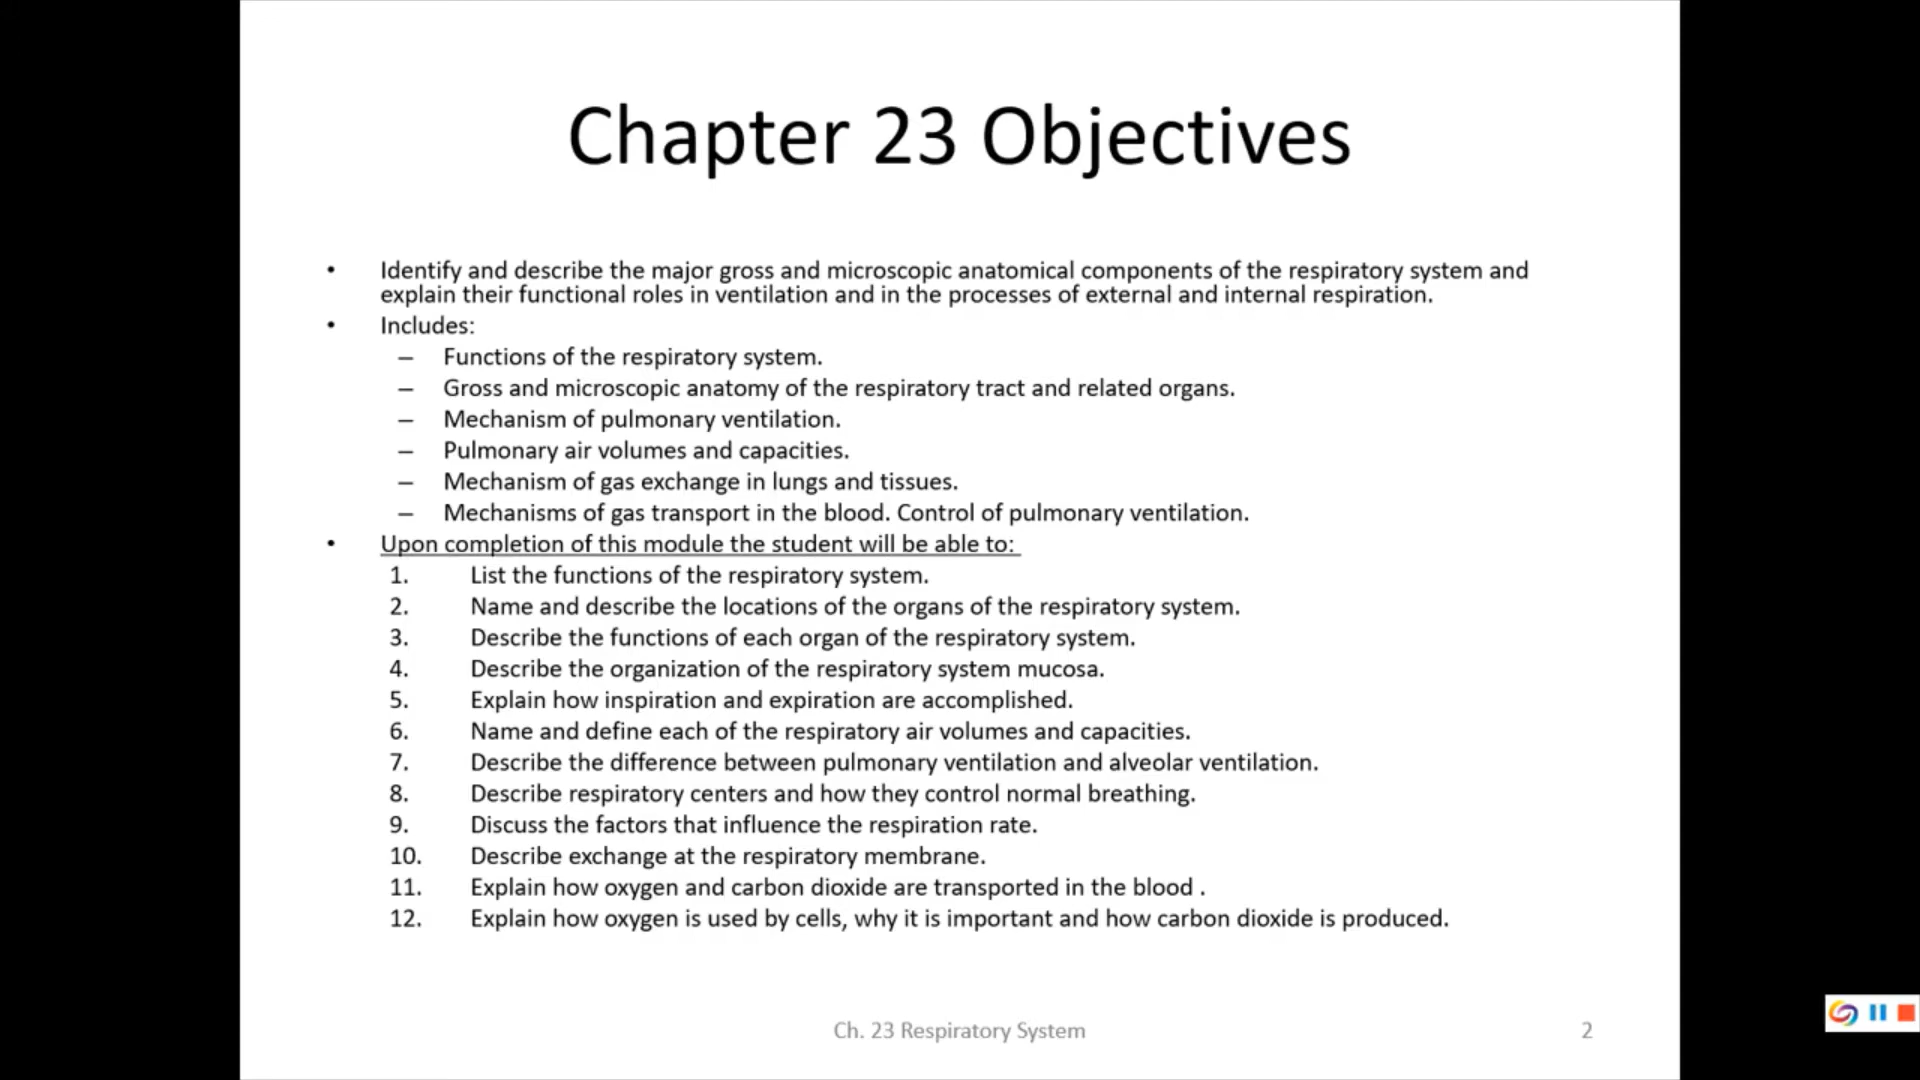 Chapter 23 Objectives
• Identify and describe the major gross and microscopic anatomical components of the respiratory system and
explain their functional roles in ventilation and in the processes of external and internal respiration.
• Includes:
– Functions of the respiratory system.
– Gross and microscopic anatomy of the respiratory tract and related organs.
– Mechanism of pulmonary ventilation.
– Pulmonary air volumes and capacities.
– Mechanism of gas exchange in lungs and tissues.
– Mechanisms of gas transport in the blood. Control of pulmonary ventilation.
• Upon completion of this module the student will be able to:
1. List the functions of the respiratory system.
2. Name and describe the locations of the organs of the respiratory system.
3. Describe the functions of each organ of the respiratory system.
4. Describe the organization of the respiratory system mucosa.
5. Explain how inspiration and expiration are accomplished.
6. Name and define each of the respiratory air volumes and capacities.
7. Describe the difference between pulmonary ventilation and alveolar ventilation.
8. Describe respiratory centers and how they control normal breathing.
9. Discuss the factors that influence the respiration rate.
10. Describe exchange at the respiratory membrane.
11. Explain how oxygen and carbon dioxide are transported in the blood .
12. Explain how oxygen is used by cells, why it is important and how carbon dioxide is produced.
Ch. 23 Respiratory System
2